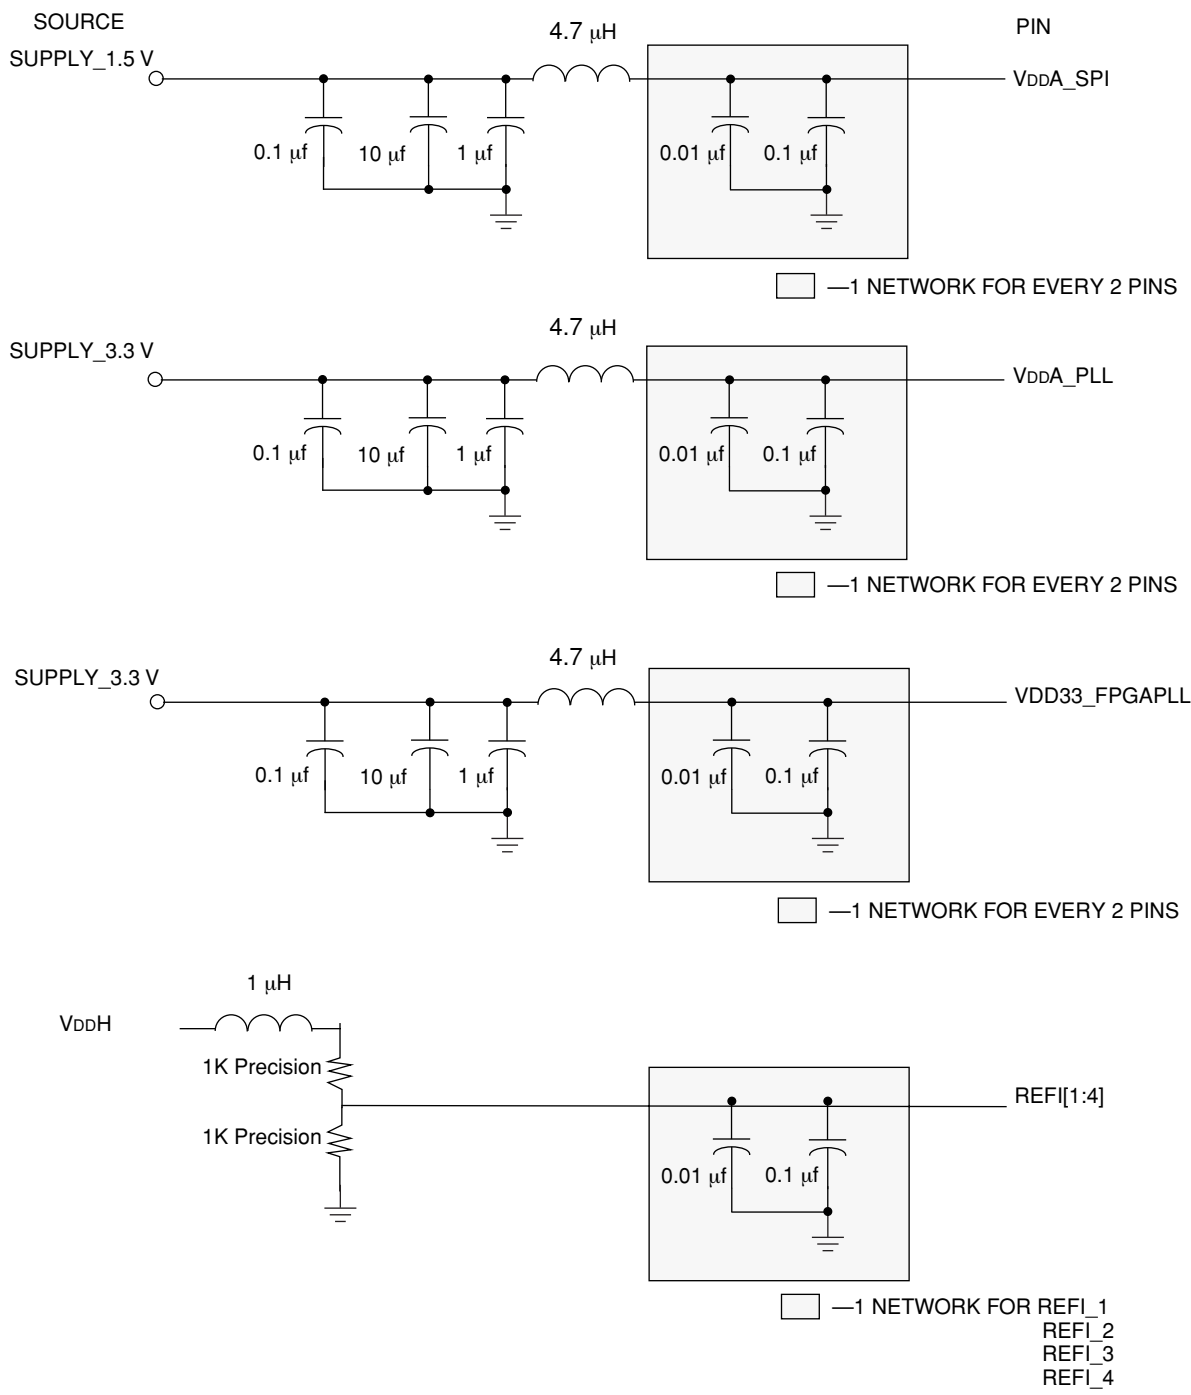 SOURCE
4.7 μH
PIN
SUPPLY_1.5 V
VDDA_SPI
0.1 μf
10 μf
1 μf
0.01 μf
0.1 μf
—1 NETWORK FOR EVERY 2 PINS
4.7 μH
SUPPLY_3.3 V
VDDA_PLL
0.1 μf
10 μf
1 μf
0.01 μf
0.1 μf
—1 NETWORK FOR EVERY 2 PINS
4.7 μH
SUPPLY_3.3 V
VDD33_FPGAPLL
0.1 μf
10 μf
1 μf
0.01 μf
0.1 μf
—1 NETWORK FOR EVERY 2 PINS
1 μH
VDDH
1K Precision
REFI[1:4]
1K Precision
0.01 μf
0.1 μf
—1 NETWORK FOR REFI_1
REFI_2
REFI_3
REFI_4